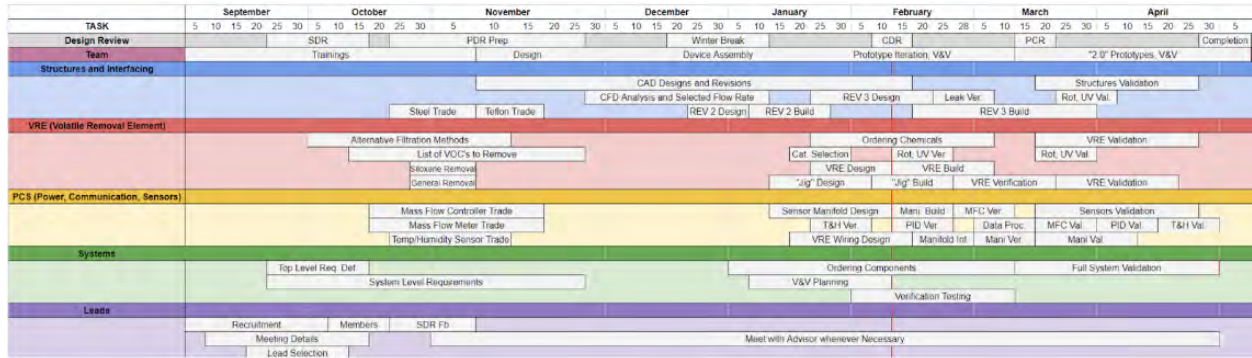 September October November December January February March April
TASK 5 10 15 20 25 30 5 10 15 20 25 30 5 10 15 20 25 30 5 10 15 20 25 30 5 10 15 20 25 30 5 10 15 20 25 28 5 10 15 20 25 30 5 10 15 20 25 30 5
Design Review SDR PDR Prep Winter Break CDR PCR Completion
Team Trainings Design Device Assembly Prototype Iteration, V&V "2.0" Prototypes, V&V
Structures and Interfacing
CAD Designs and Revisions Structures Validation
CFD Analysis and Selected Flow Rate REV 3 Design Leak Ver. Rot, UV Val.
Steel Trade Teflon Trade REV 2 Design REV 2 Build REV 3 Build
VRE (Volatile Removal Element)
Alternative Filtration Methods Ordering Chemicals VRE Validation
List of VOC's to Remove Cat. Selection Rot, UV Ver Rot, UV Val.
Siloxane Removal VRE Design VRE Build
General Removal "Jig" Design "Jig" Build VRE Verification VRE Validation
PCS (Power, Communication, Sensors)
Mass Flow Controller Trade Sensor Manifold Design Mani. Build MFC Ver. Sensors Validation
Mass Flow Meter Trade T&H Ver PID Ver Data Proc. MFC Val. PID Val. T&H Val.
Temp/Humidity Sensor Trade VRE Wiring Design Manifold Int Mani Ver Mani Val
Systems
Top Level Req. Def Ordering Components Full System Validation
System Level Requirements V&V Planning
Verification Testing
Leads
Recruitment Members SDR Fb
Meeting Details Meet with Advisor whenever Necessary
Lead Selection